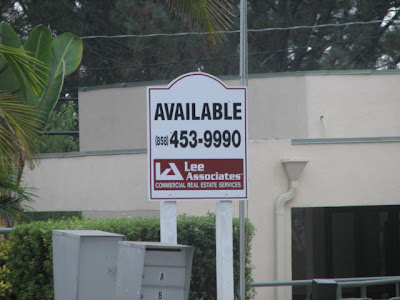 AVAILABLE
(858) 453-9990
LA Lee
Associates
COMMERCIAL REAL ESTATE SERVICES
A
B